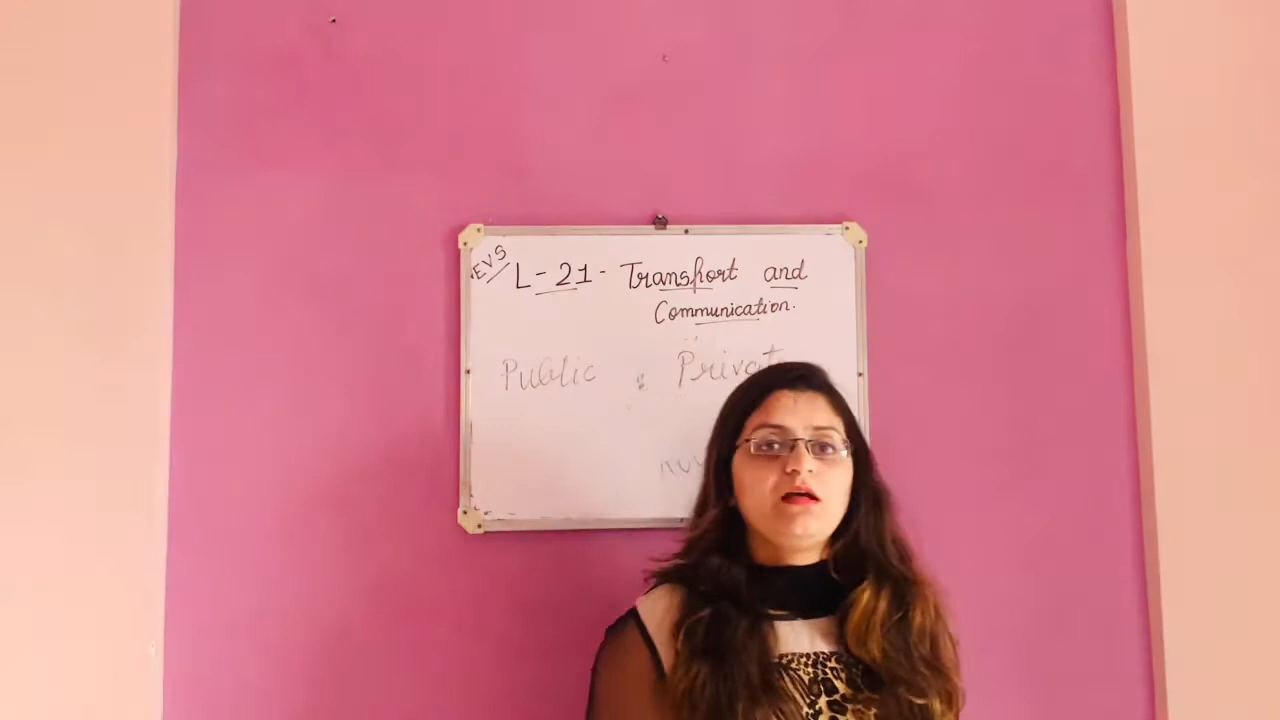 EVS
L - 21 - Transport and
Communication.
Public & Private